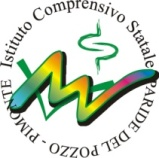 Istituto Comprensivo Statale PARIDE DEL POZZO - PIMONTE